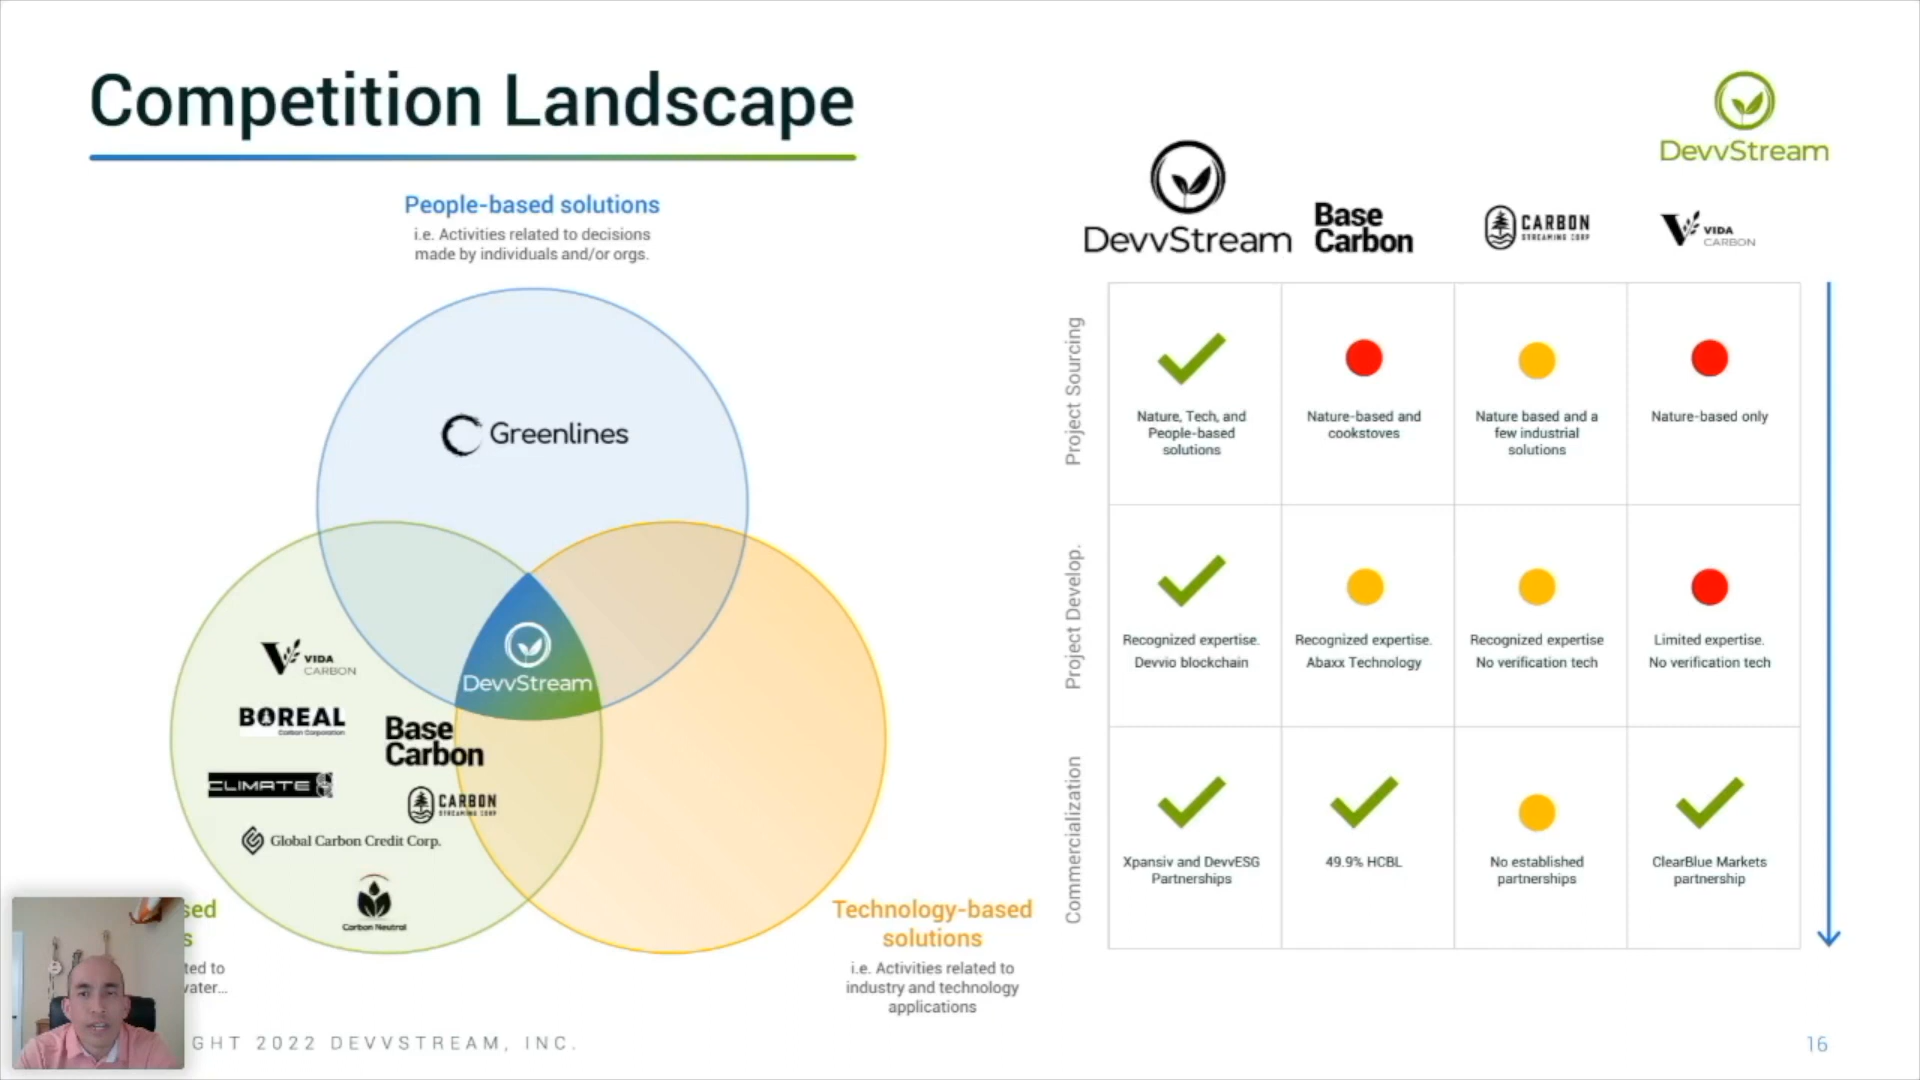 Competition Landscape
DevvStream
People-based solutions
i.e. Activities related to decisions
made by individuals and/or orgs.
Greenlines
VIDA
CARBON
BOREAL
Carbon Corporation
Base
Carbon
CLIMATE
CARBON
STREAMING CORP
Global Carbon Credit Corp.
Carbon Neutral
DevvStream
sed
s
ted to
vater...
Technology-based
solutions
i.e. Activities related to
industry and technology
applications
DevvStream
Base
Carbon
CARBON
STREAMING CORP
VIDA
CARBON
Project Sourcing
Nature, Tech, and
People-based
solutions
Nature-based and
cookstoves
Nature based and a
few industrial
solutions
Nature-based only
Project Develop.
Recognized expertise.
Devvio blockchain
Recognized expertise.
Abaxx Technology
Recognized expertise
No verification tech
Limited expertise.
No verification tech
Commercialization
Xpansiv and DevvESG
Partnerships
49.9% HCBL
No established
partnerships
ClearBlue Markets
partnership
GHT 2022 DEVVSTREAM, INC.
16